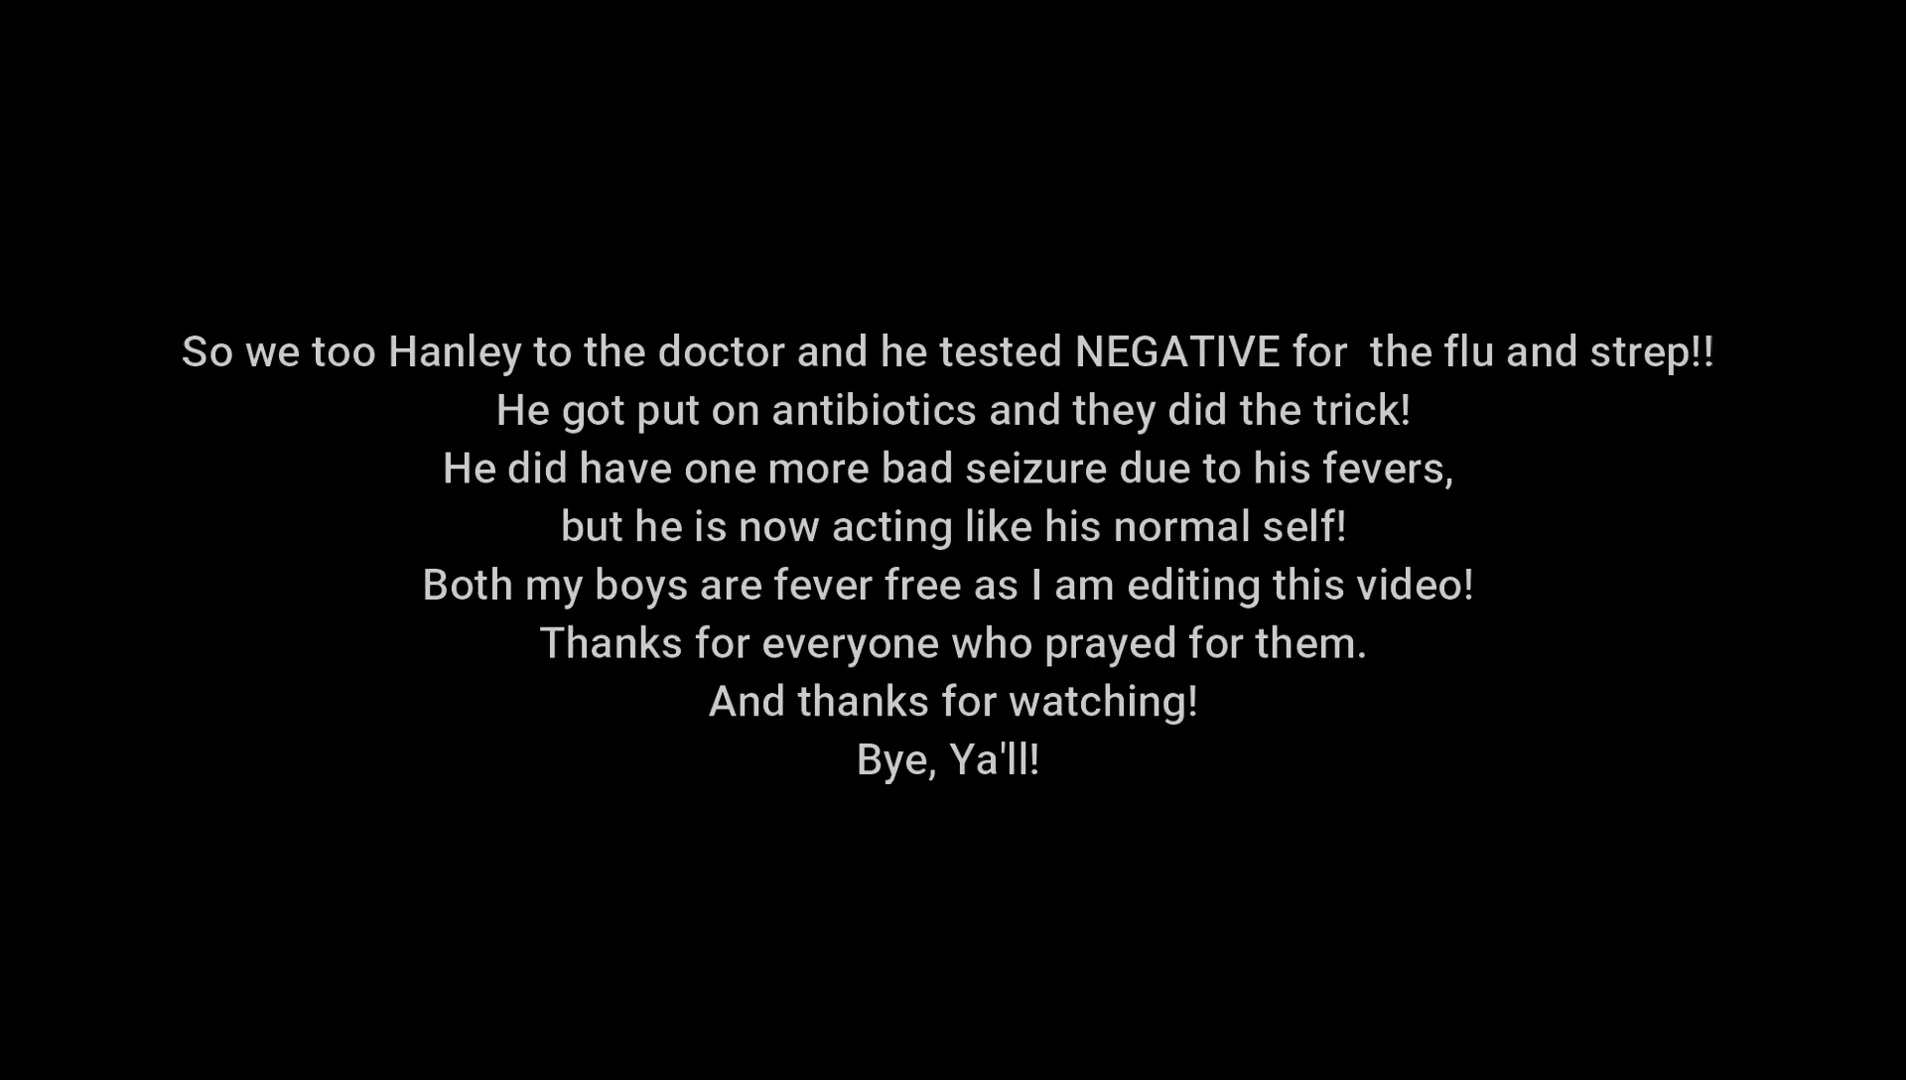 So we too Hanley to the doctor and he tested NEGATIVE for  the flu and strep!!
He got put on antibiotics and they did the trick!
He did have one more bad seizure due to his fevers,
but he is now acting like his normal self!
Both my boys are fever free as I am editing this video!
Thanks for everyone who prayed for them.
And thanks for watching!
Bye, Ya'll!